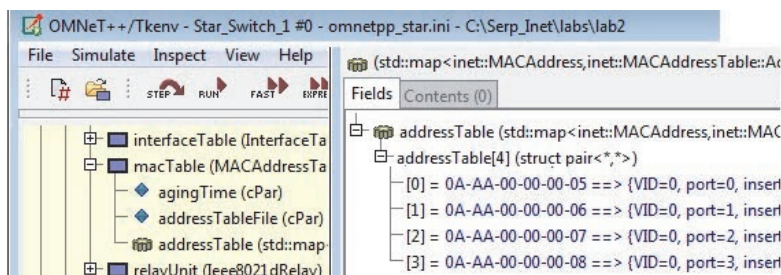 OMNeT++/Tkenv - Star_Switch_1 #0 - omnetpp_star.ini - C:\Serp_Inet\labs\lab2
File Simulate Inspect View Help
STEP RUN FAST EXPRE
interfaceTable (InterfaceTa
macTable (MACAddressTa
agingTime (cPar)
addressTableFile (cPar)
addressTable (std::map
relayUnit (Ieee8021dRelay)
(std::map<inet::MACAddress,inet::MACAddressTable::Ad
Fields Contents (0)
addressTable (std::map<inet::MACAddress,inet::MAC
addressTable[4] (struct pair<*,*>)
[0] = 0A-AA-00-00-00-05 ==> {VID=0, port=0, insert
[1] = 0A-AA-00-00-00-06 ==> {VID=0, port=1, insert
[2] = 0A-AA-00-00-00-07 ==> {VID=0, port=2, insert
[3] = 0A-AA-00-00-00-08 ==> {VID=0, port=3, insert